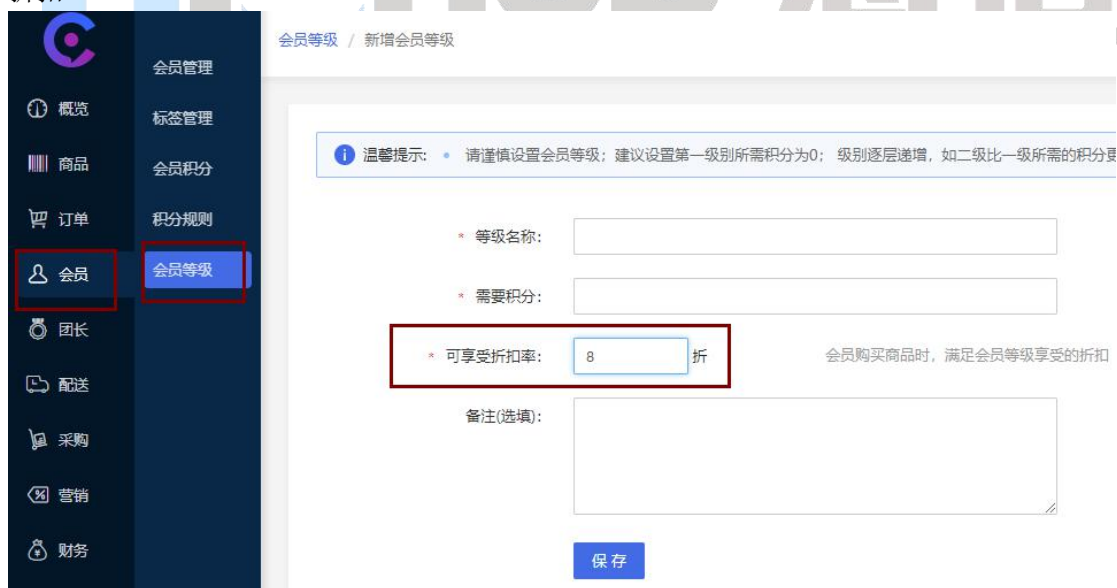 会员等级 / 新增会员等级
会员管理
概览
标签管理
温馨提示: • 请谨慎设置会员等级；建议设置第一级别所需积分为0； 级别逐层递增，如二级比一级所需的积分更
商品
会员积分
订单
积分规则
* 等级名称:
会员
会员等级
* 需要积分:
团长
* 可享受折扣率: 8 折 会员购买商品时，满足会员等级享受的折扣
配送
备注(选填):
采购
营销
财务
保存